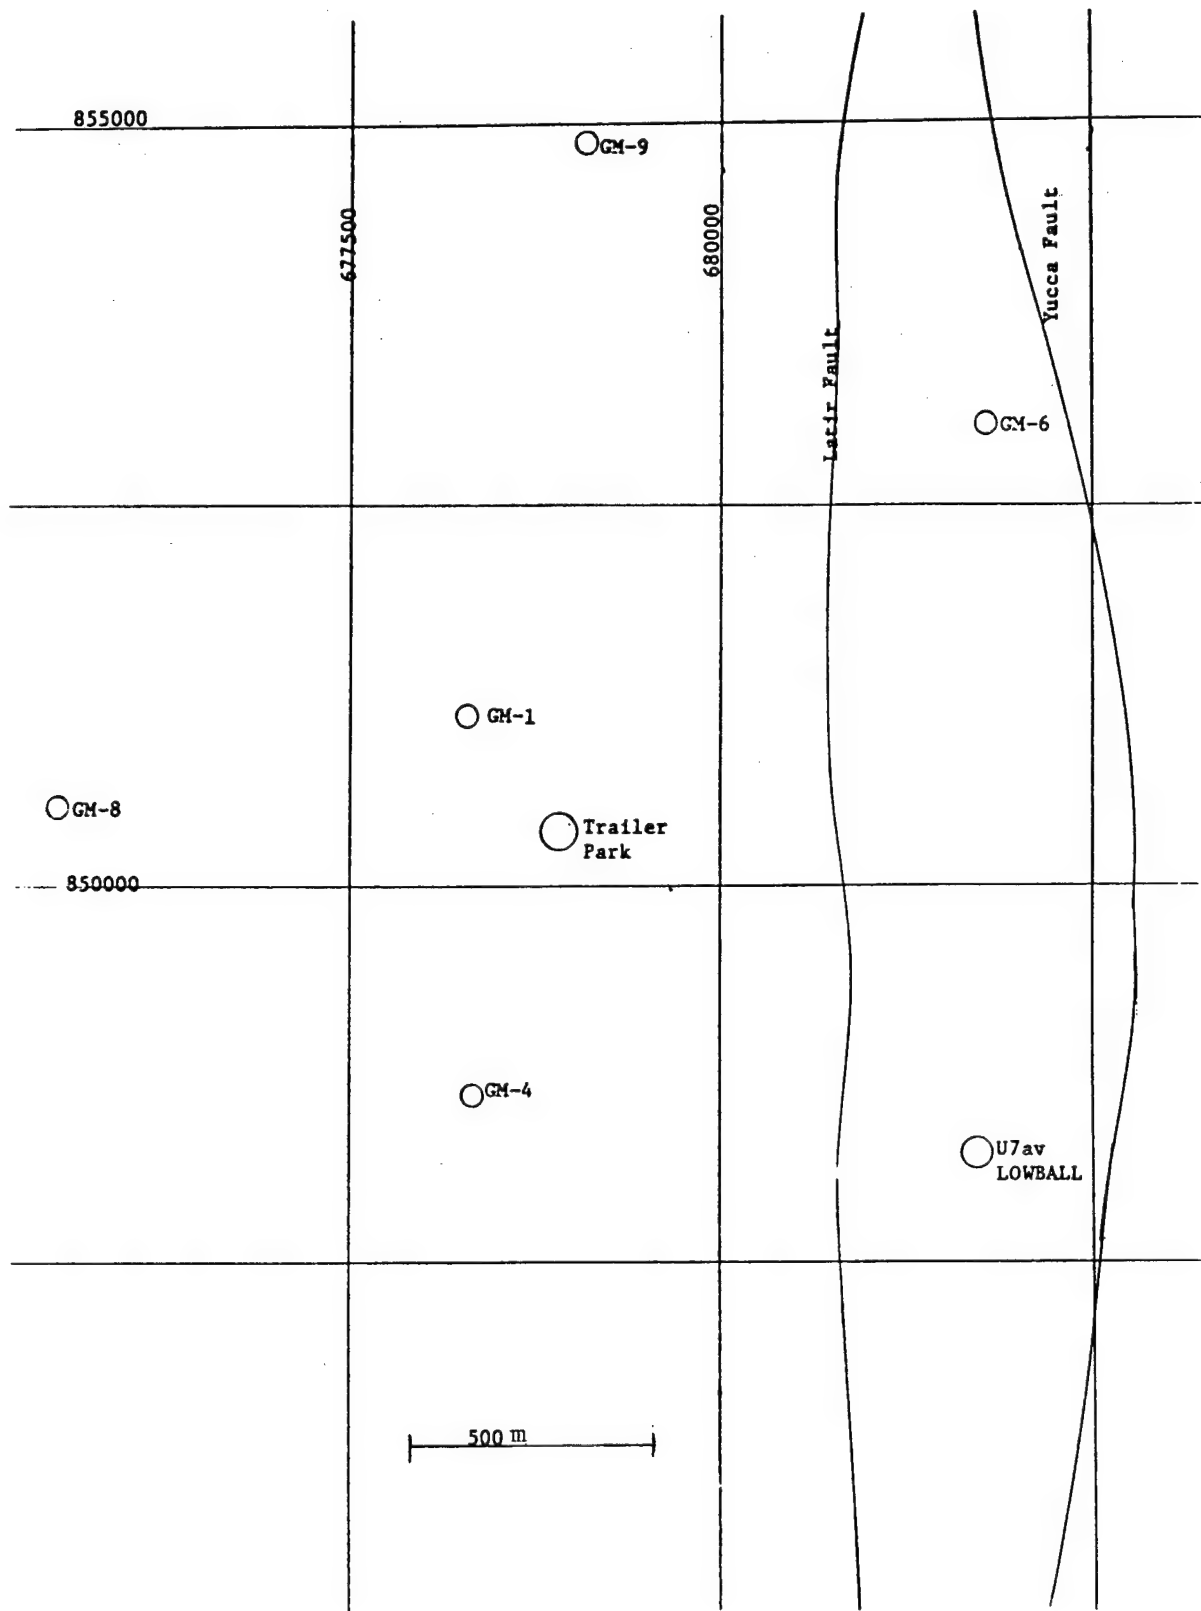 855000
GM-9
677500
680000
Yucca Fault
Latir Fault
GM-6
GM-1
GM-8
Trailer
Park
850000
GM-4
U7av
LOWBALL
500 m